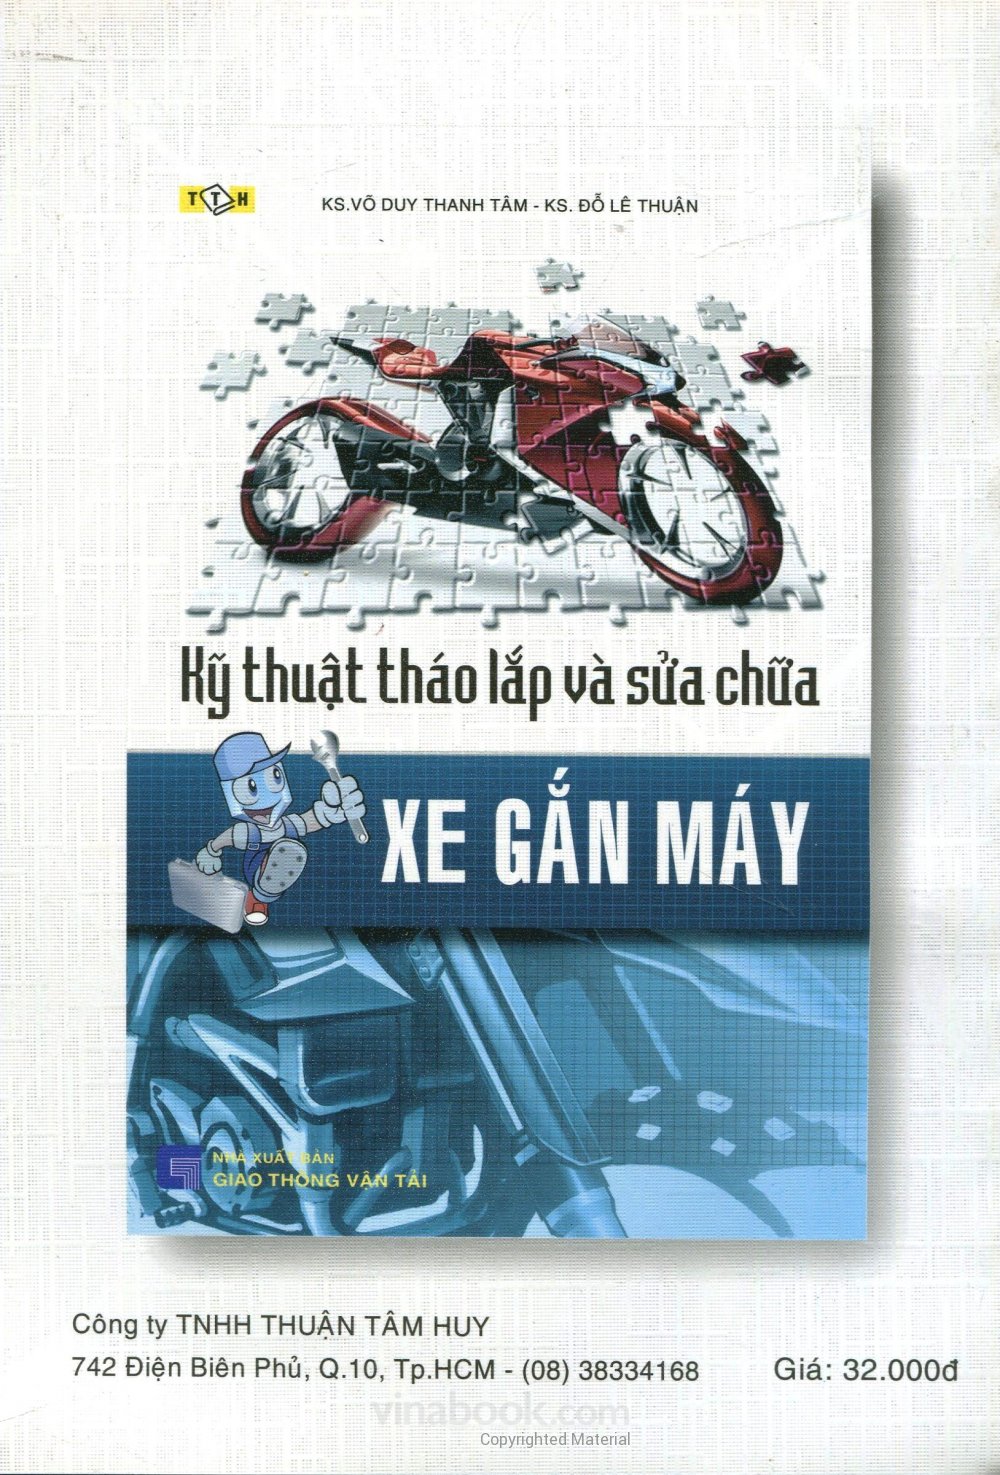 TTH
KS.VÕ DUY THANH TÂM - KS. ĐỖ LÊ THUẬN
Kỹ thuật tháo lắp và sửa chữa
XE GẮN MÁY
NHÀ XUẤT BẢN
GIAO THÔNG VẬN TẢI
Công ty TNHH THUẬN TÂM HUY
742 Điện Biên Phủ, Q.10, Tp.HCM - (08) 38334168
Giá: 32.000đ
vinabook.com
Copyrighted Material